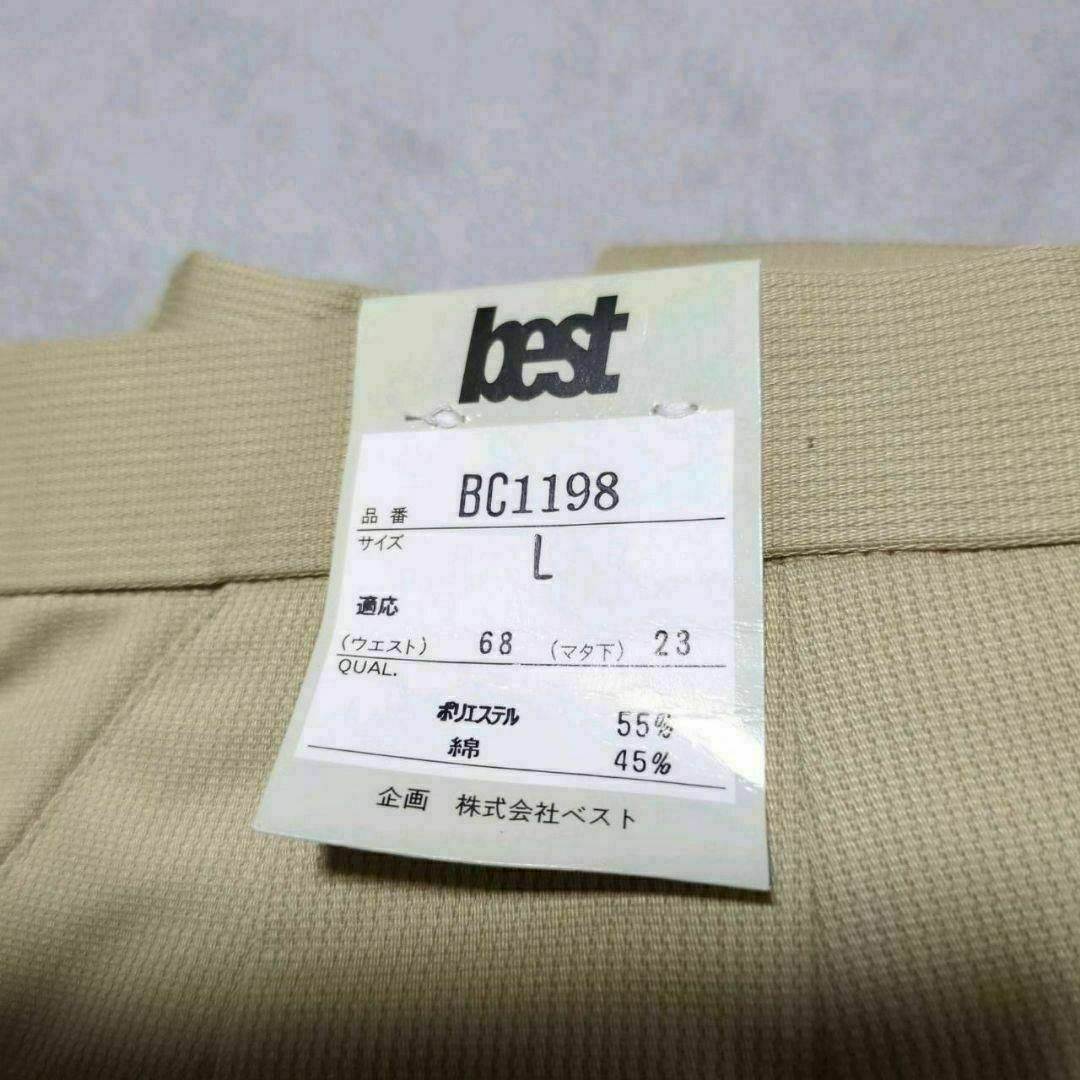 best
品番 BC1198
サイズ L
適応
(ウエスト) 68 (マタ下) 23
QUAL.
ポリエステル 55%
綿 45%
企画 株式会社ベスト